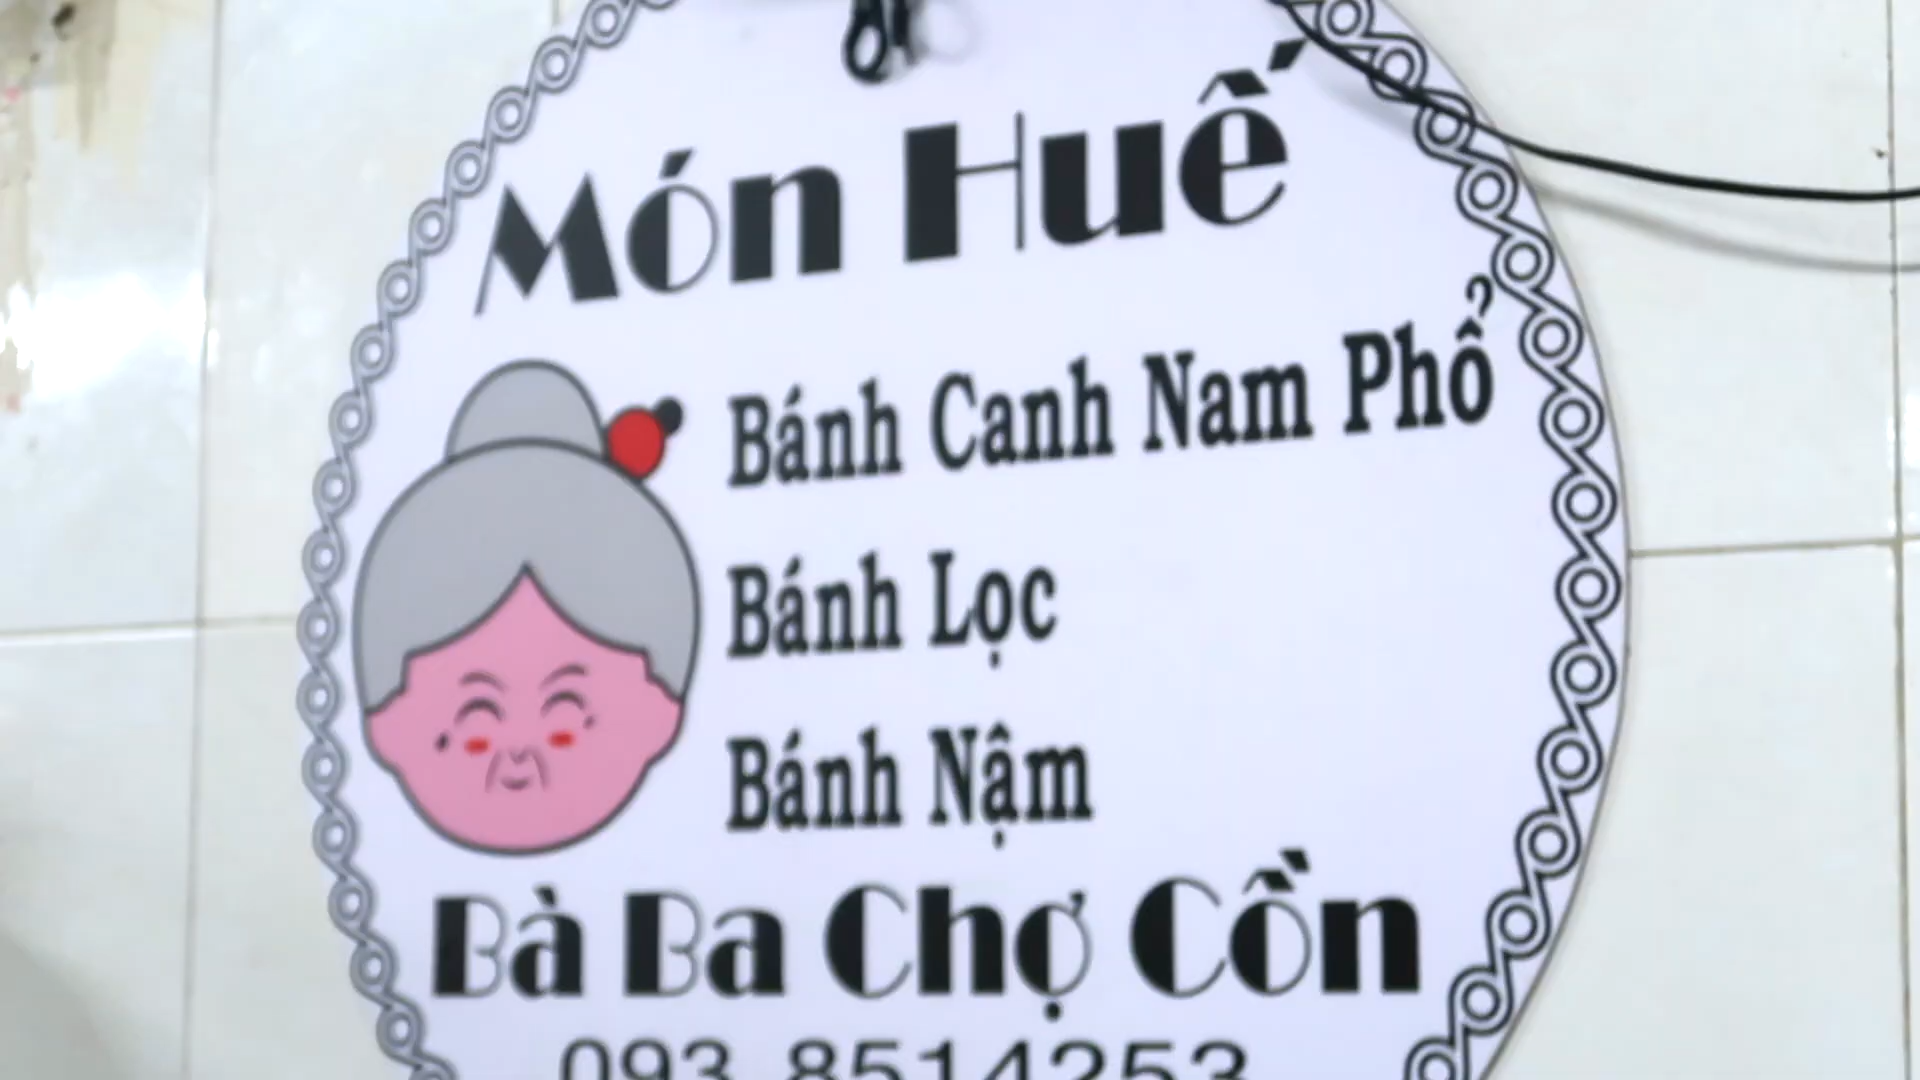 Món Huế
Bánh Canh Nam Phổ
Bánh Lọc
Bánh Nậm
Bà Ba Chợ Cồn
093 8514253